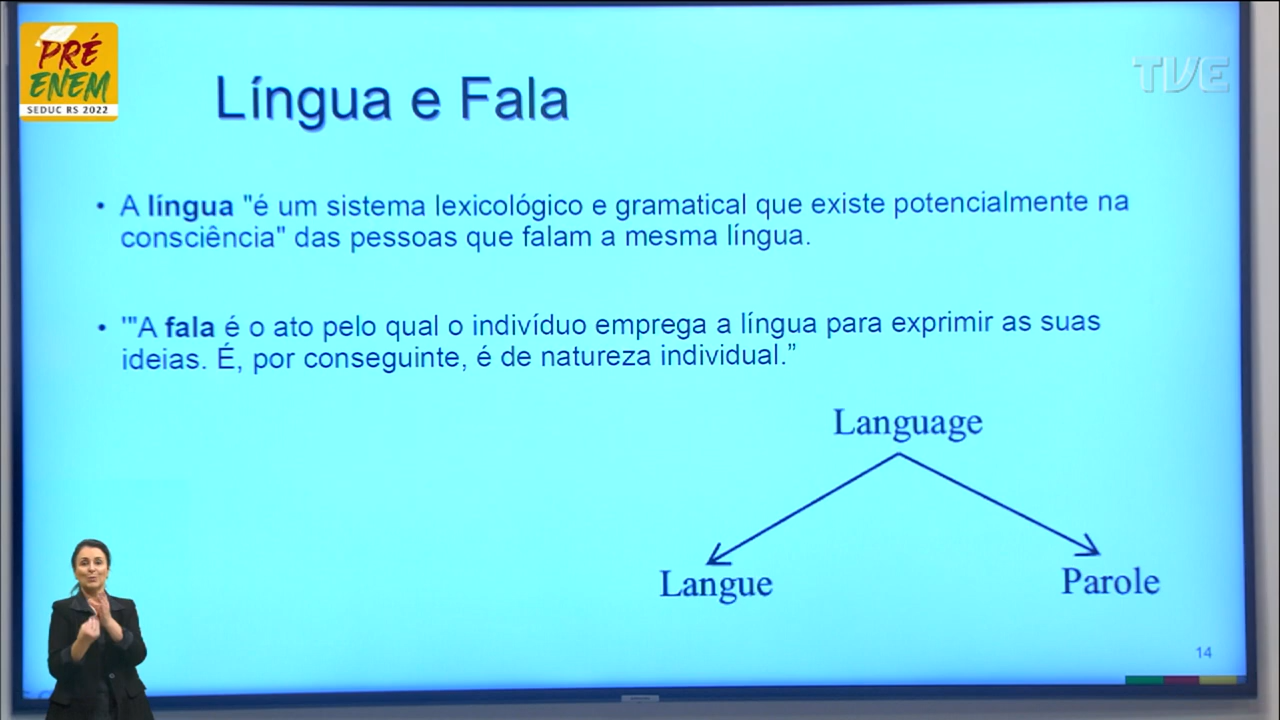 PRÉ
ENEM
SEDUC RS 2022
TVE
Língua e Fala
• A língua "é um sistema lexicológico e gramatical que existe potencialmente na
consciência" das pessoas que falam a mesma língua.
• '"A fala é o ato pelo qual o indivíduo emprega a língua para exprimir as suas
ideias. É, por conseguinte, é de natureza individual.”
Language
Langue
Parole
14